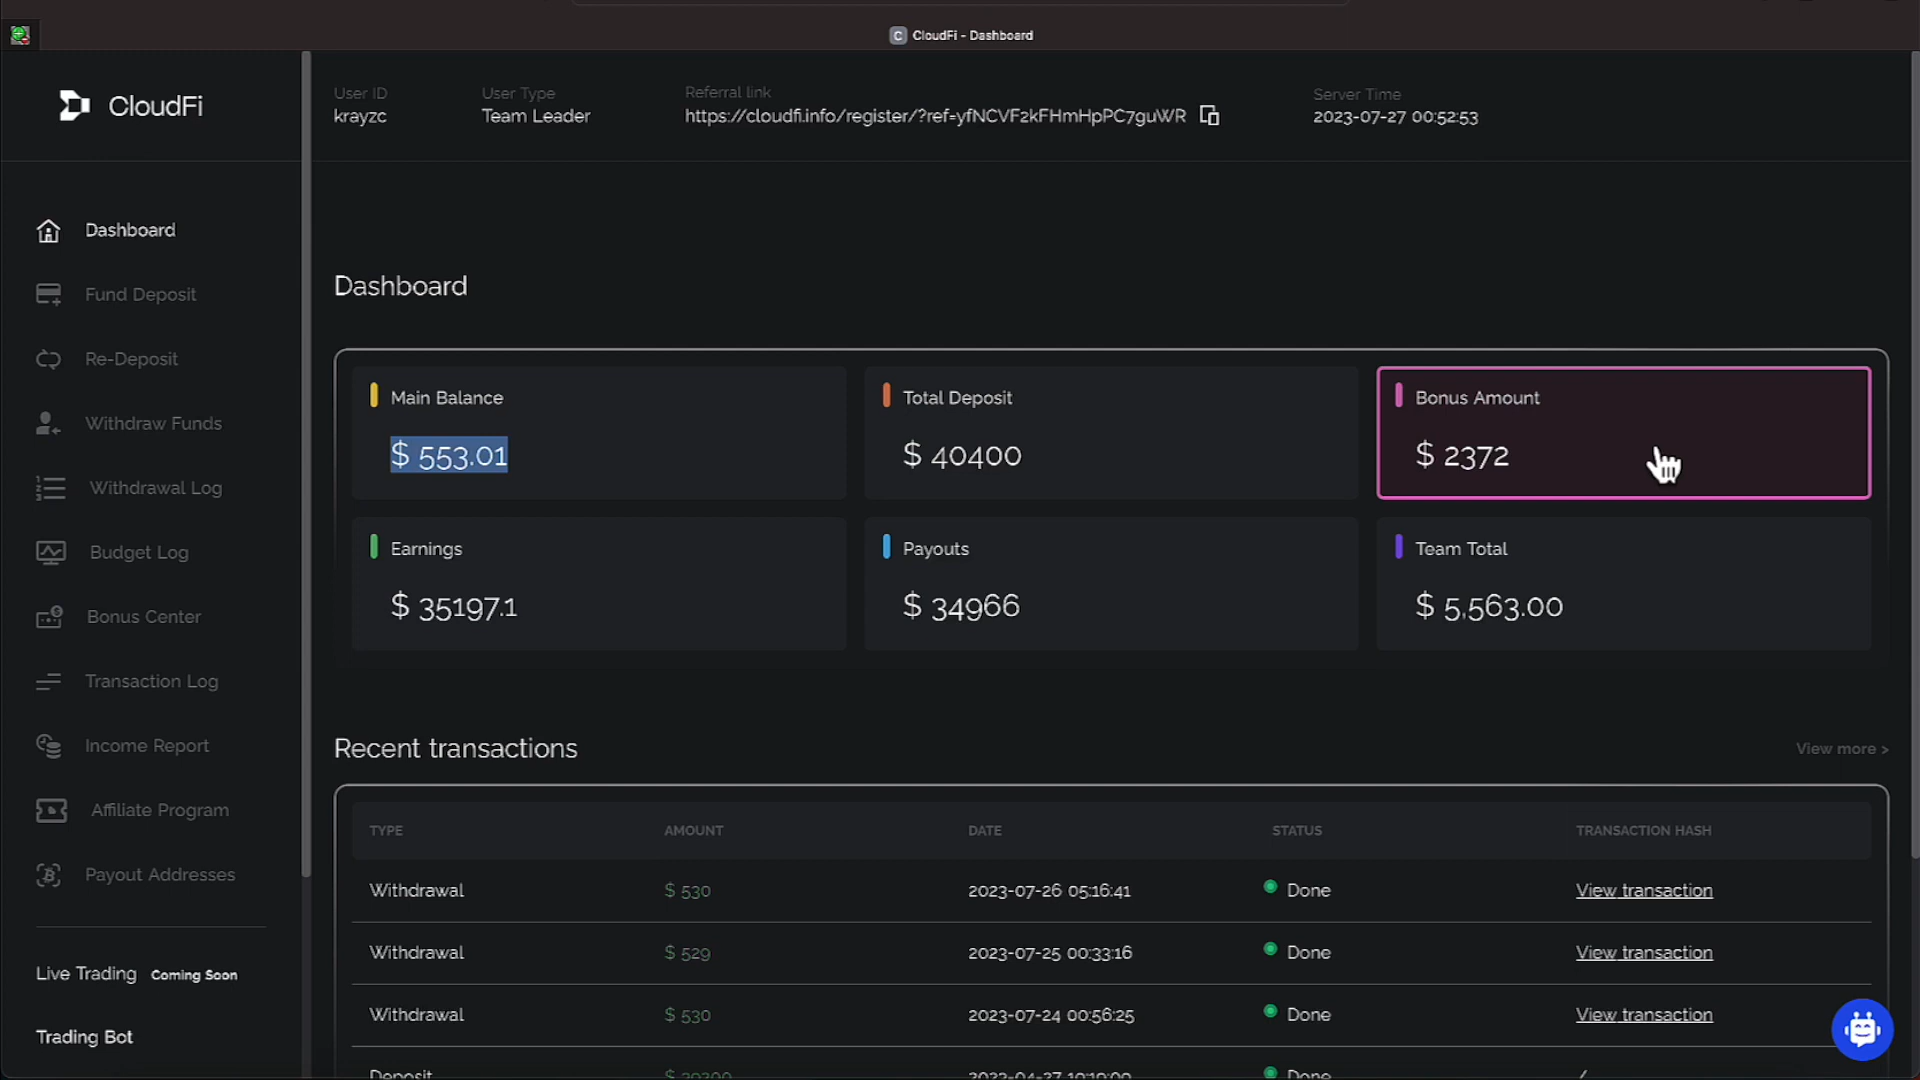 CloudFi - Dashboard
CloudFi
User ID
krayzc
User Type
Team Leader
Referral link
https://cloudfi.info/register/?ref=yfNCVF2kFHmHpPC7guWR
Server Time
2023-07-27 00:52:53
Dashboard
Fund Deposit
Re-Deposit
Withdraw Funds
Withdrawal Log
Budget Log
Bonus Center
Transaction Log
Income Report
Affiliate Program
Payout Addresses
Live Trading Coming Soon
Trading Bot
Dashboard
Main Balance
$ 553.01
Total Deposit
$ 40400
Bonus Amount
$ 2372
Earnings
$ 35197.1
Payouts
$ 34966
Team Total
$ 5,563.00
Recent transactions
View more >
TYPE AMOUNT DATE STATUS TRANSACTION HASH
Withdrawal $ 530 2023-07-26 05:16:41 Done View transaction
Withdrawal $ 529 2023-07-25 00:33:16 Done View transaction
Withdrawal $ 530 2023-07-24 00:56:25 Done View transaction
Deposit Done